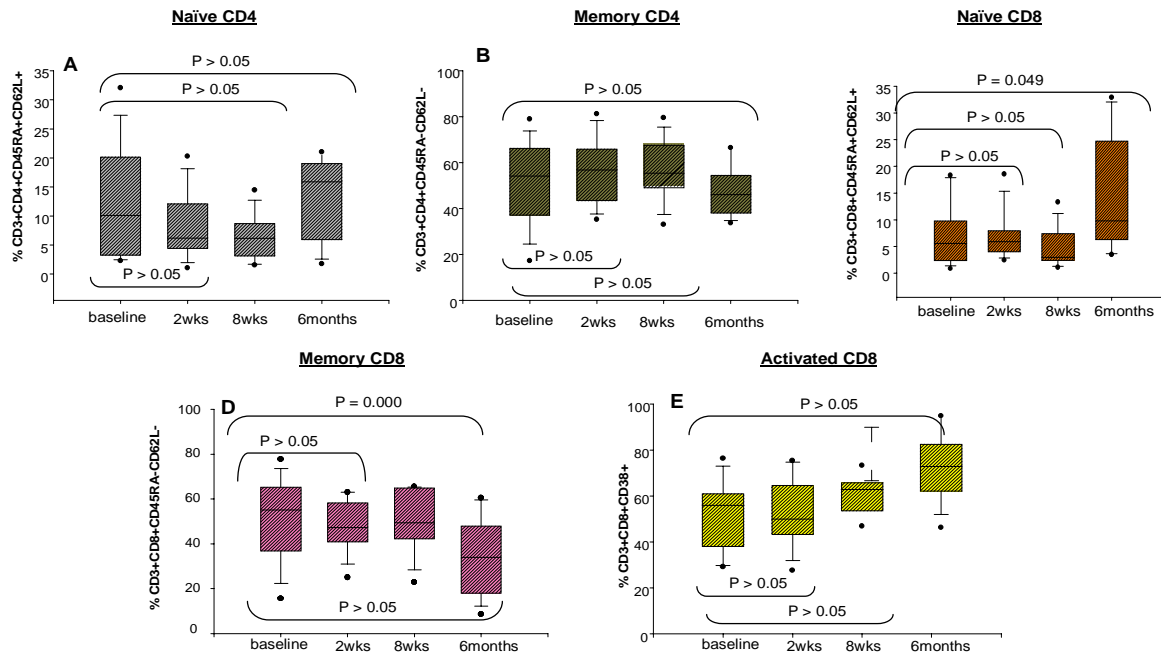 Naïve CD4
Memory CD4
Naïve CD8
A
P > 0.05
P > 0.05
P > 0.05
35
30
25
20
15
10
5
0
% CD3+CD4+CD45RA+CD62L+
baseline 2wks 8wks 6months
B
P > 0.05
P > 0.05
P > 0.05
100
80
60
40
20
0
% CD3+CD4+CD45RA-CD62L-
baseline 2wks 8wks 6months
P = 0.049
P > 0.05
P > 0.05
35
30
25
20
15
10
5
0
% CD3+CD8+CD45RA+CD62L+
baseline 2wks 8wks 6months
Memory CD8
Activated CD8
D
P = 0.000
P > 0.05
P > 0.05
100
80
60
40
20
0
% CD3+CD8+CD45RA-CD62L-
baseline 2wks 8wks 6months
E
P > 0.05
P > 0.05
P > 0.05
100
80
60
40
20
0
% CD3+CD8+CD38+
baseline 2wks 8wks 6months